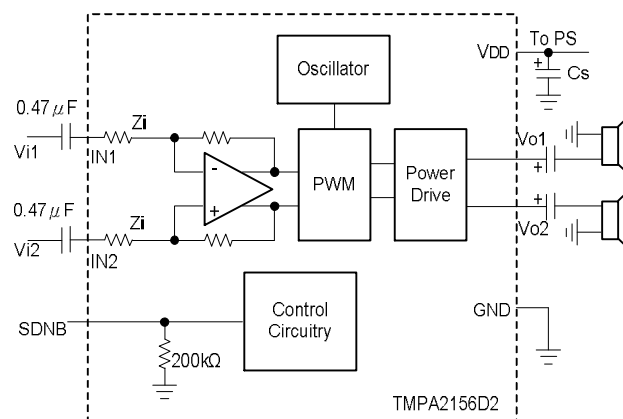 To PS
VDD
+
Cs
Oscillator
0.47μF
Zi
Vi1
IN1
-
PWM
Power
Drive
Vo1
+
0.47μF
Zi
Vi2
IN2
+
+
Vo2
SDNB
200kΩ
Control
Circuitry
GND
TMPA2156D2